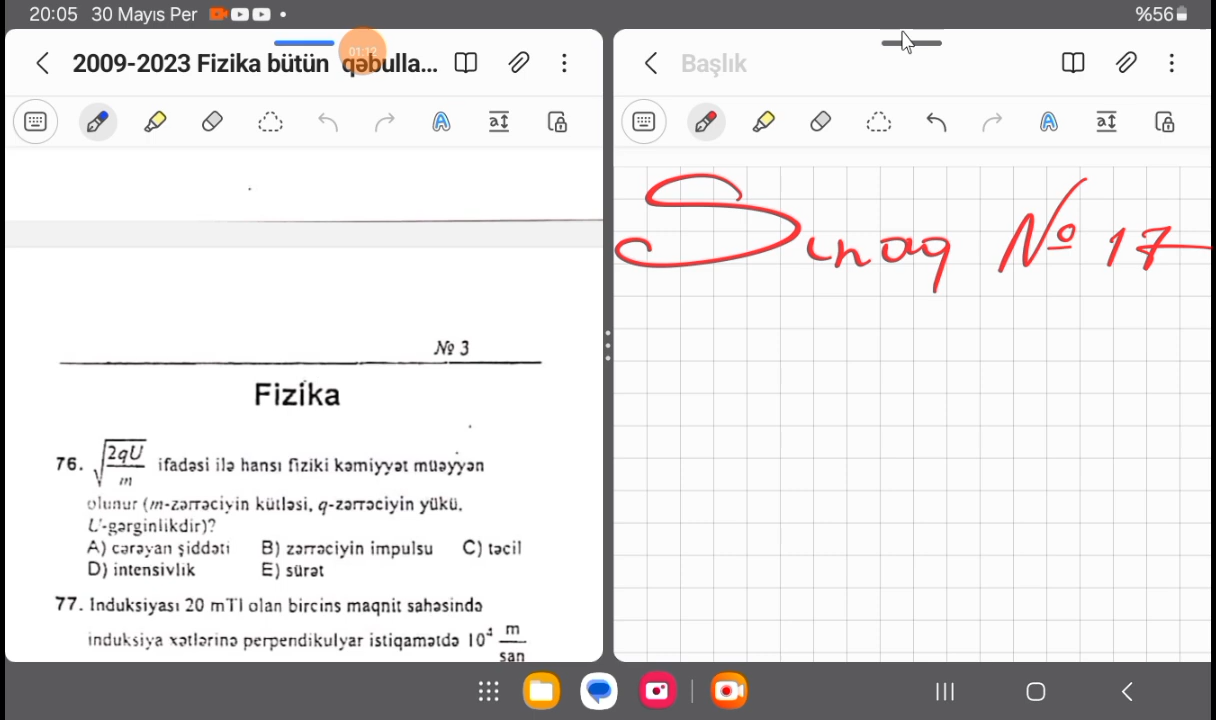 20:05 30 Mayıs Per
%56
01:12
2009-2023 Fizika bütün qəbulla...
Başlık
Sınaq № 17
№ 3
Fizika
76. √2qU/m ifadəsi ilə hansı fiziki kəmiyyət müəyyən
olunur (m-zərrəciyin kütləsi, q-zərrəciyin yükü,
U-gərginlikdir)?
A) cərəyan şiddəti B) zərrəciyin impulsu C) təcil
D) intensivlik E) sürət
77. Induksiyası 20 mTl olan bircins maqnit sahəsində
induksiya xətlərinə perpendikulyar istiqamətdə 10⁴ m/san